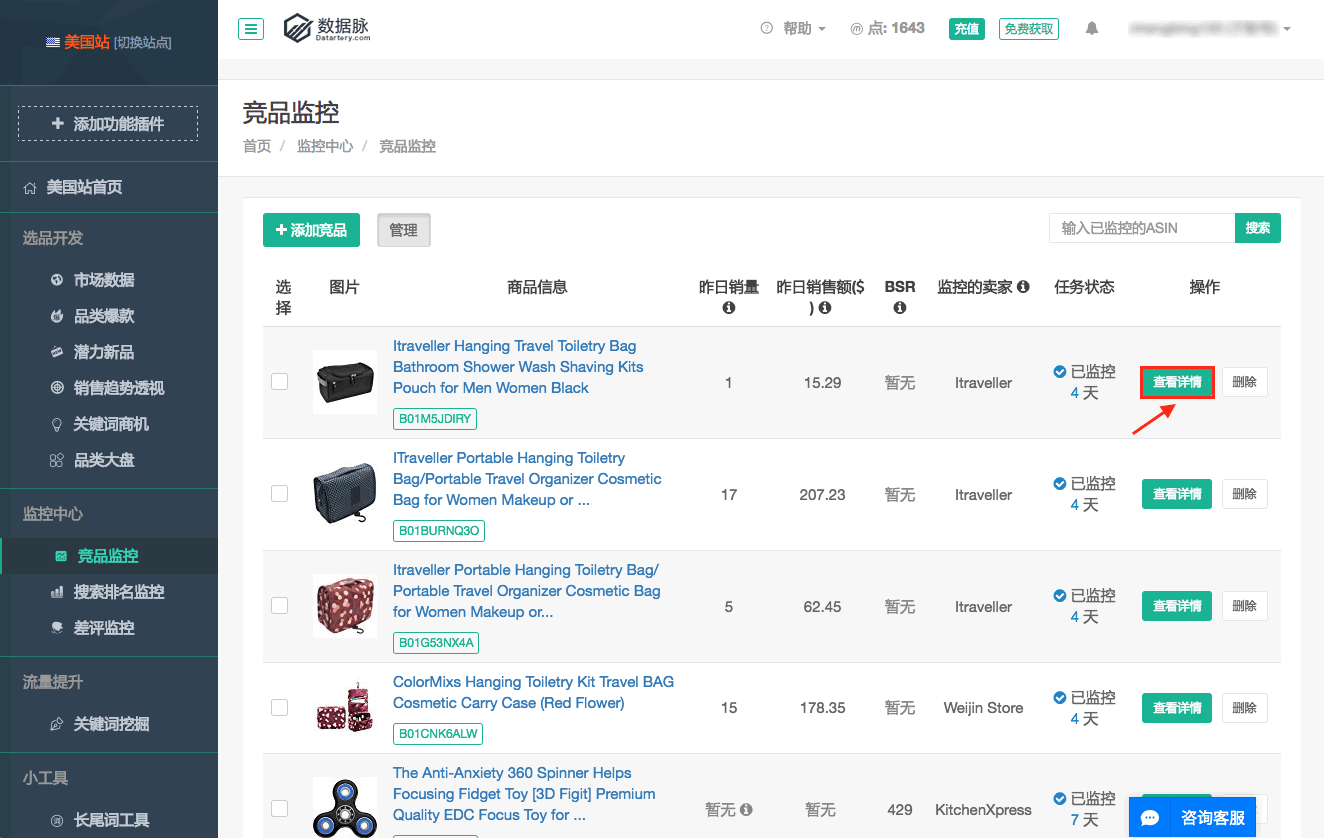 美国站 [切换站点]
数据脉
Datartery.com
帮助
点: 1643
充值
免费获取
添加功能插件
美国站首页
选品开发
市场数据
品类爆款
潜力新品
销售趋势透视
关键词商机
品类大盘
监控中心
竞品监控
搜索排名监控
差评监控
流量提升
关键词挖掘
小工具
长尾词工具
竞品监控
首页 / 监控中心 / 竞品监控
添加竞品
管理
输入已监控的ASIN
搜索
选
择
图片
商品信息
昨日销量
昨日销售额($
)
BSR
监控的卖家
任务状态
操作
Itraveller Hanging Travel Toiletry Bag
Bathroom Shower Wash Shaving Kits
Pouch for Men Women Black
B01M5JDIRY
1
15.29
暂无
Itraveller
已监控
4 天
查看详情
删除
ITraveller Portable Hanging Toiletry
Bag/Portable Travel Organizer Cosmetic
Bag for Women Makeup or ...
B01BURNQ3O
17
207.23
暂无
Itraveller
已监控
4 天
查看详情
删除
Itraveller Portable Hanging Toiletry Bag/
Portable Travel Organizer Cosmetic Bag
for Women Makeup or...
B01G53NX4A
5
62.45
暂无
Itraveller
已监控
4 天
查看详情
删除
ColorMixs Hanging Toiletry Kit Travel BAG
Cosmetic Carry Case (Red Flower)
B01CNK6ALW
15
178.35
暂无
Weijin Store
已监控
4 天
查看详情
删除
The Anti-Anxiety 360 Spinner Helps
Focusing Fidget Toy [3D Figit] Premium
Quality EDC Focus Toy for ...
暂无
暂无
429
KitchenXpress
已监控
7 天
咨询客服